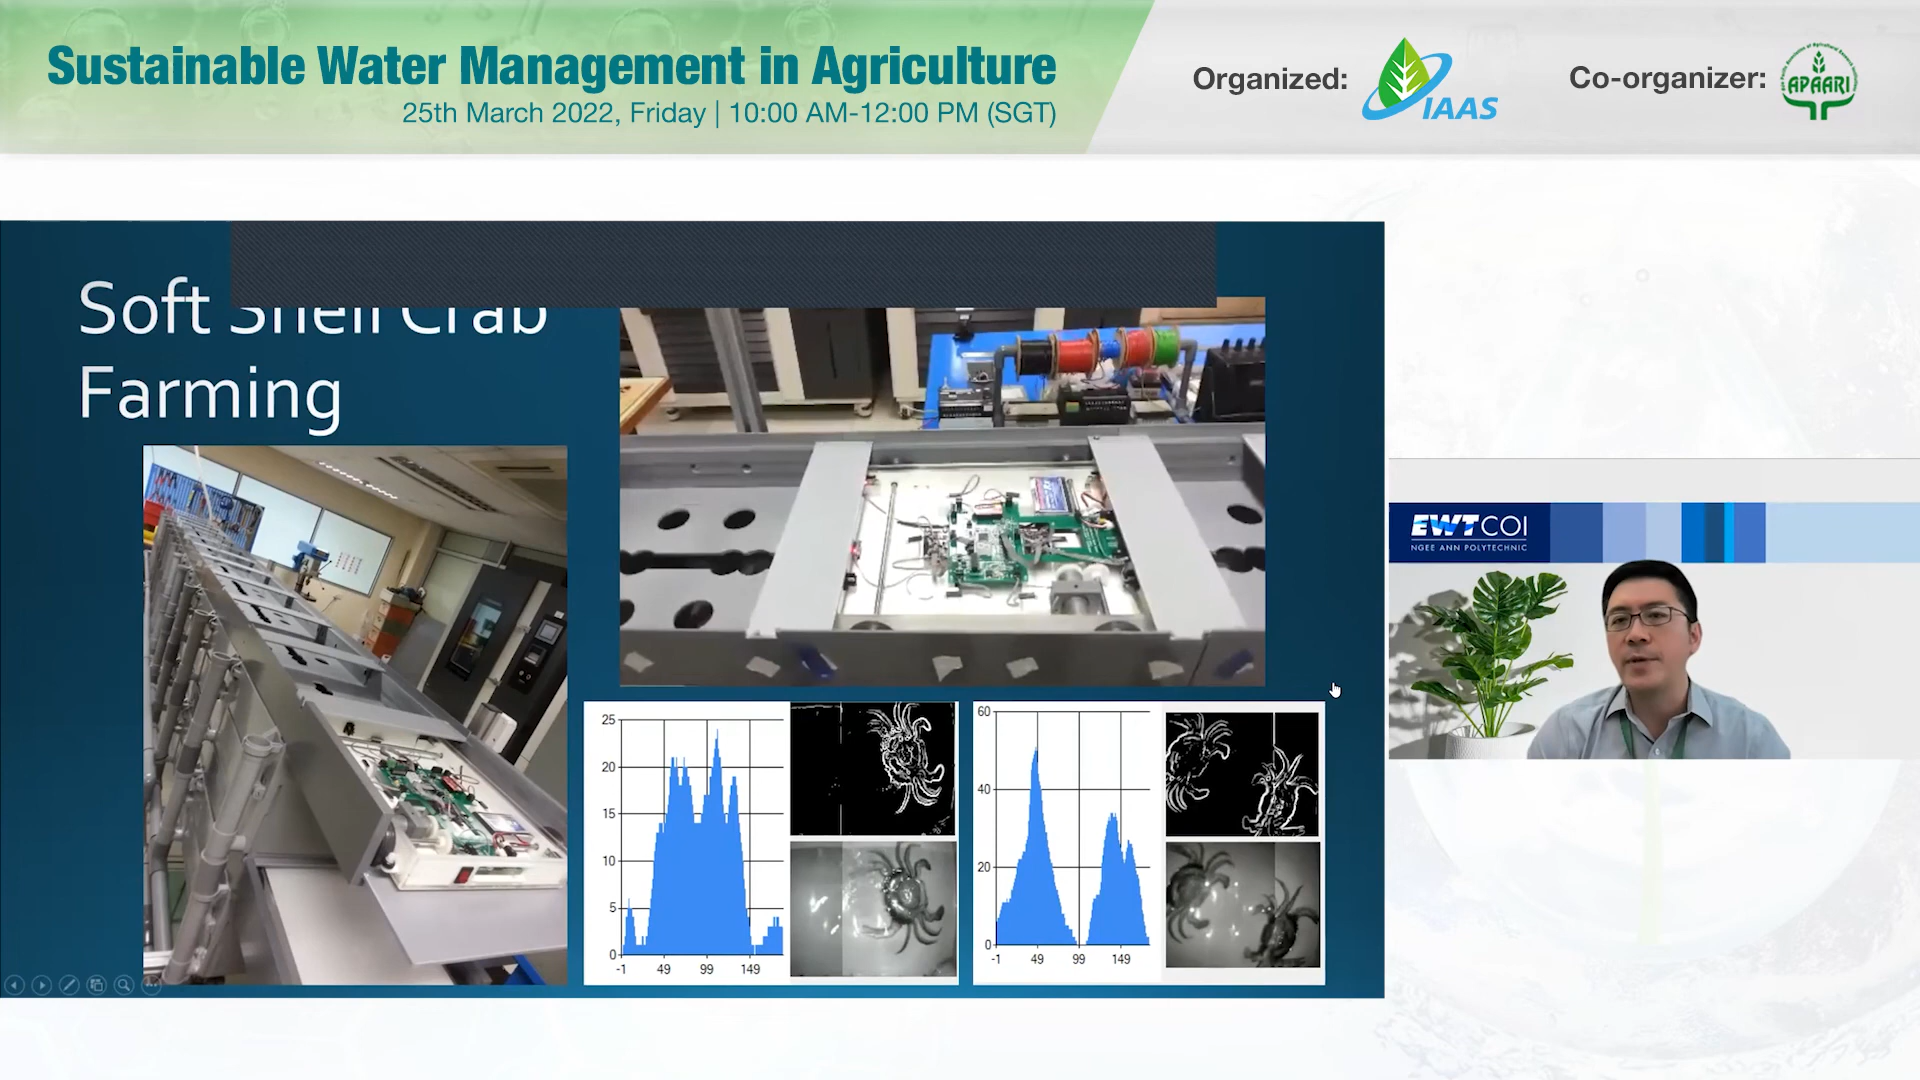 Sustainable Water Management in Agriculture
25th March 2022, Friday | 10:00 AM-12:00 PM (SGT)
Organized:
IAAS
Co-organizer:
APAARI
Soft Shell Crab
Farming
EWTCOI
NGEE ANN POLYTECHNIC
25
20
15
10
5
0
-1 49 99 149
60
40
20
0
-1 49 99 149